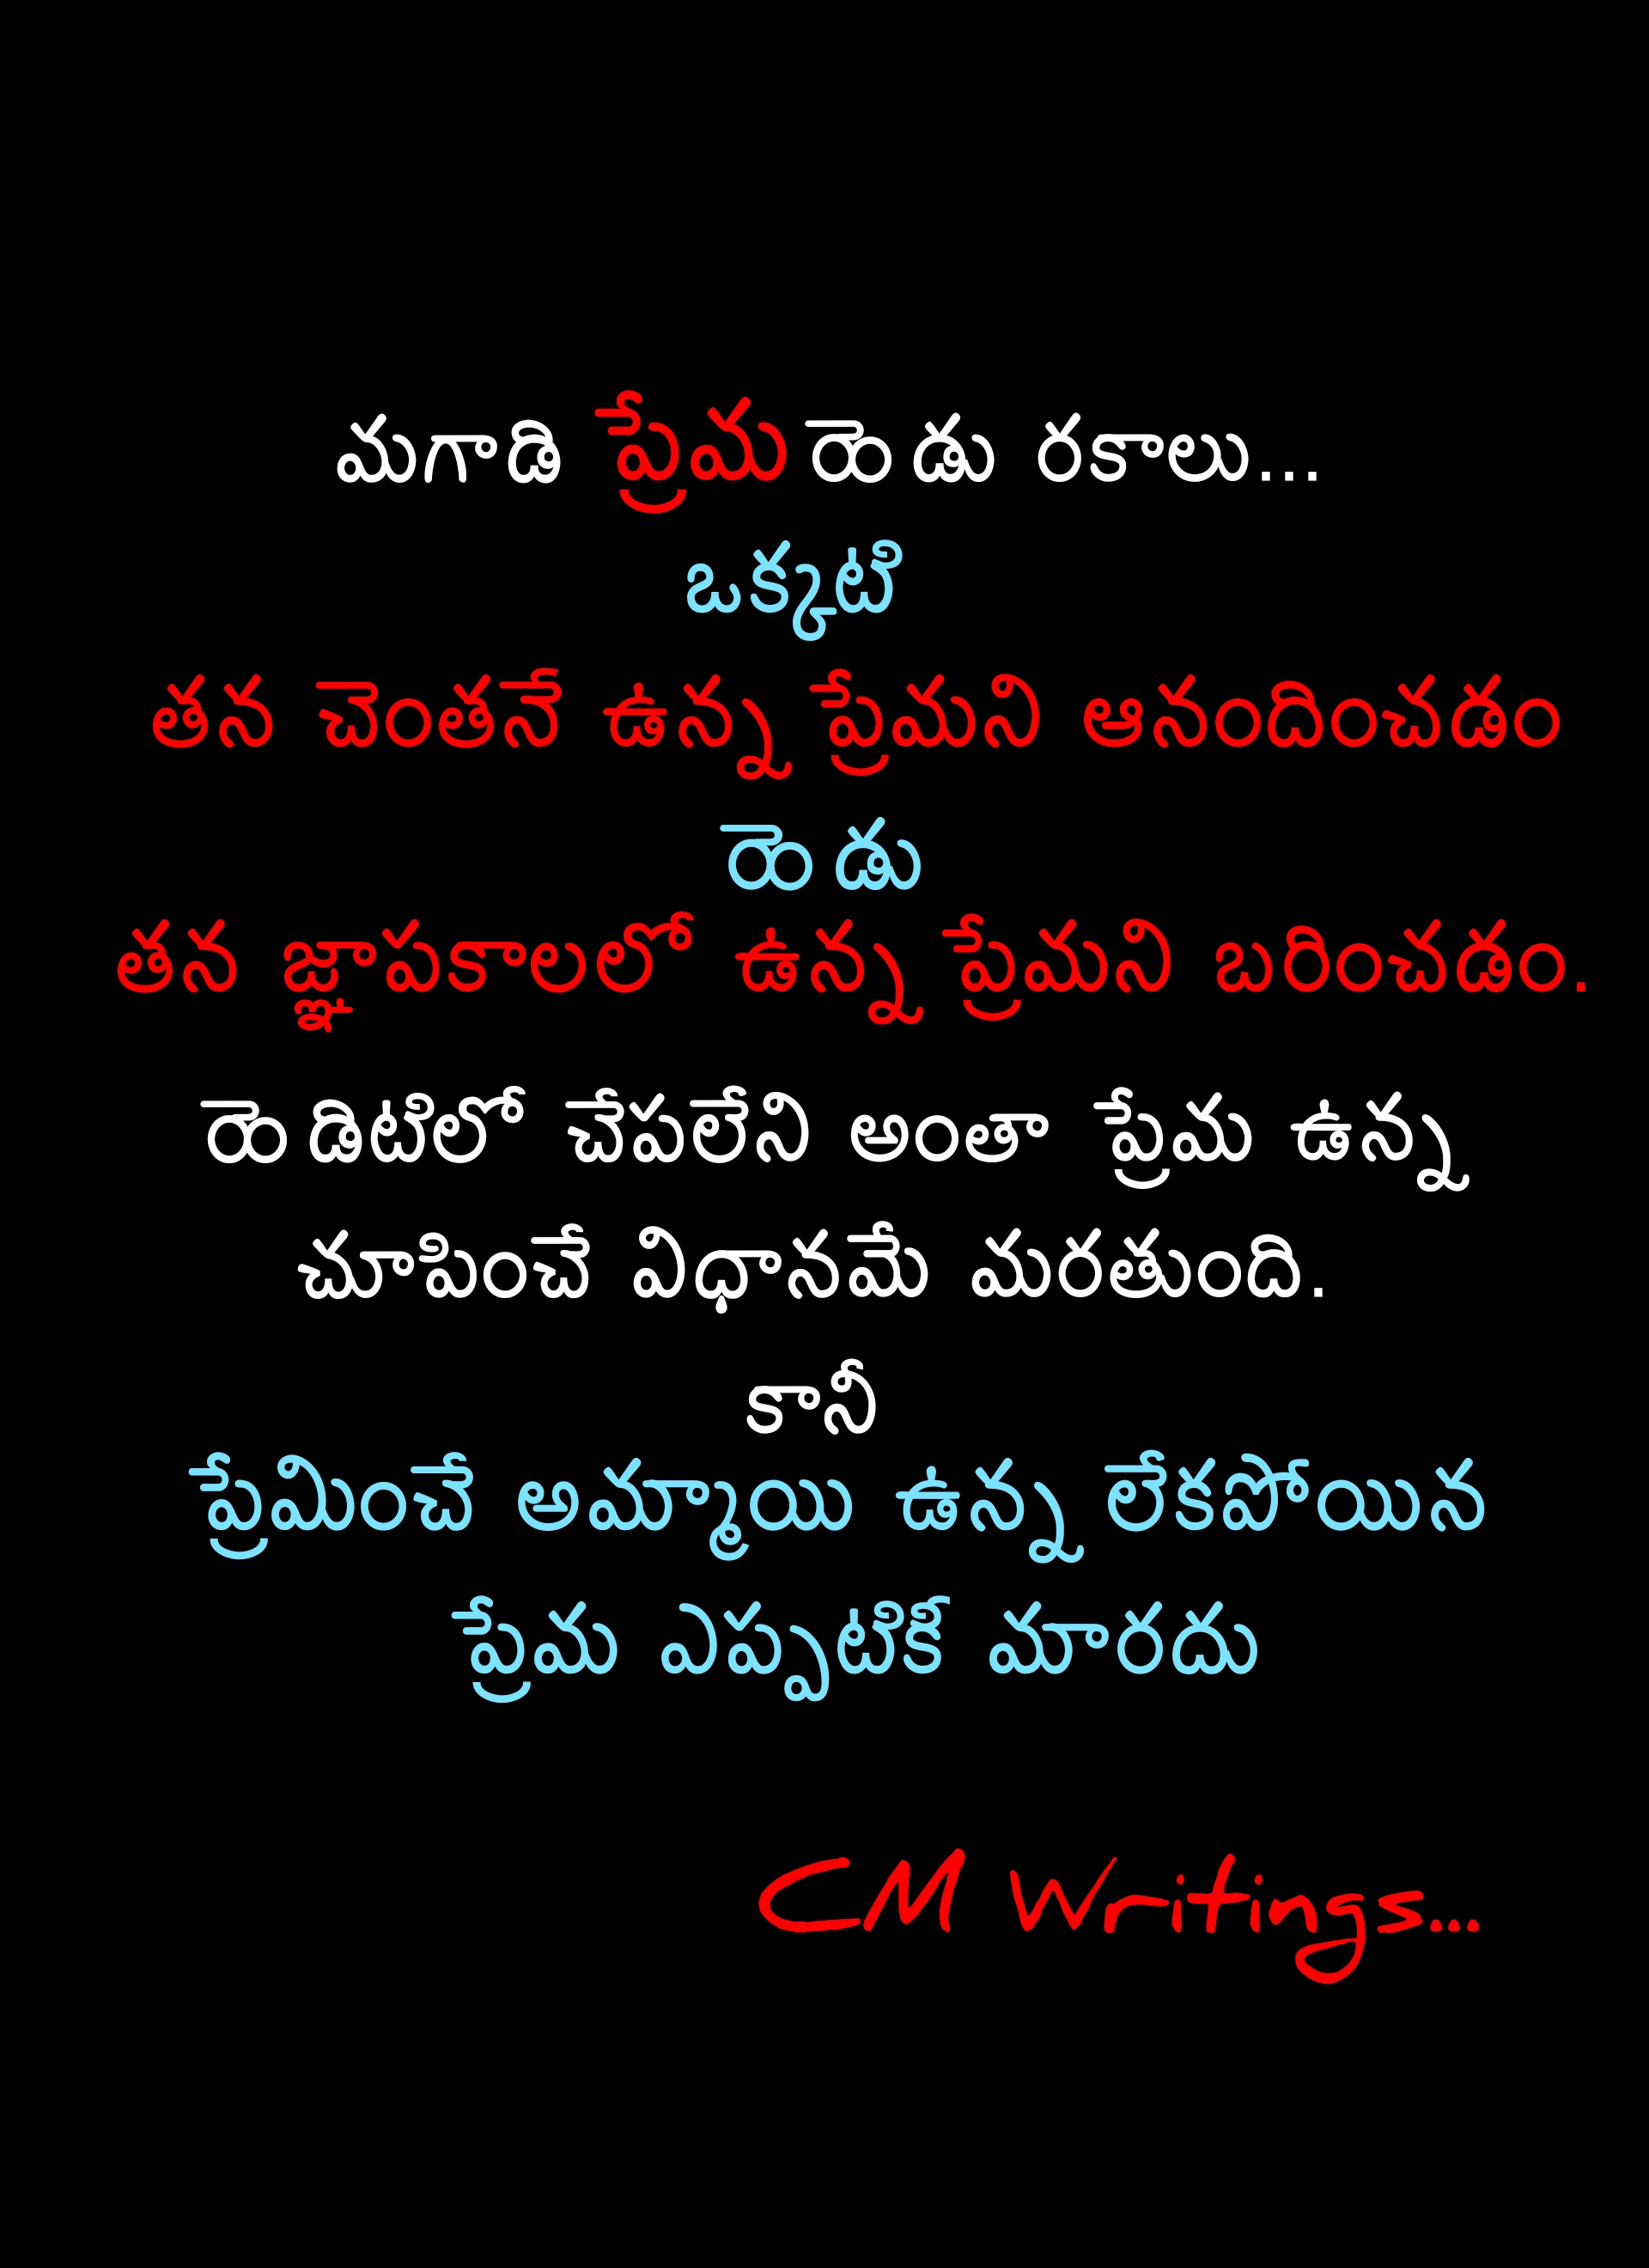 మగాడి ప్రేమ రెండు రకాలు...
ఒక్కటి
తన చెంతనే ఉన్న ప్రేమని ఆనందించడం
రెండు
తన జ్ఞాపకాలలో ఉన్న ప్రేమని బరించడం.
రెండిటిలో చేపలేని అంతా ప్రేమ ఉన్న
చూపించే విధానమే మరతుంది.
కానీ
ప్రేమించే అమ్మాయి ఉన్న లేకపోయిన
ప్రేమ ఎప్పటికీ మారదు
CM Writings...